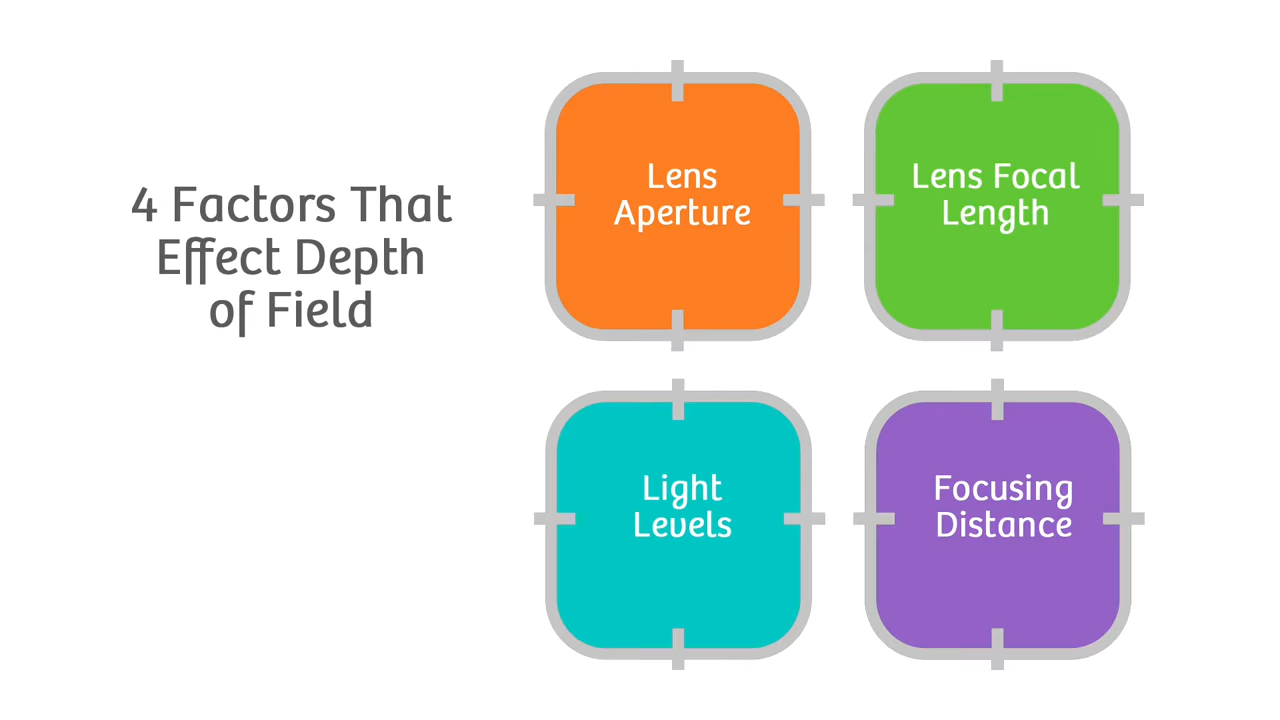 4 Factors That
Effect Depth
of Field
Lens
Aperture
Lens Focal
Length
Light
Levels
Focusing
Distance